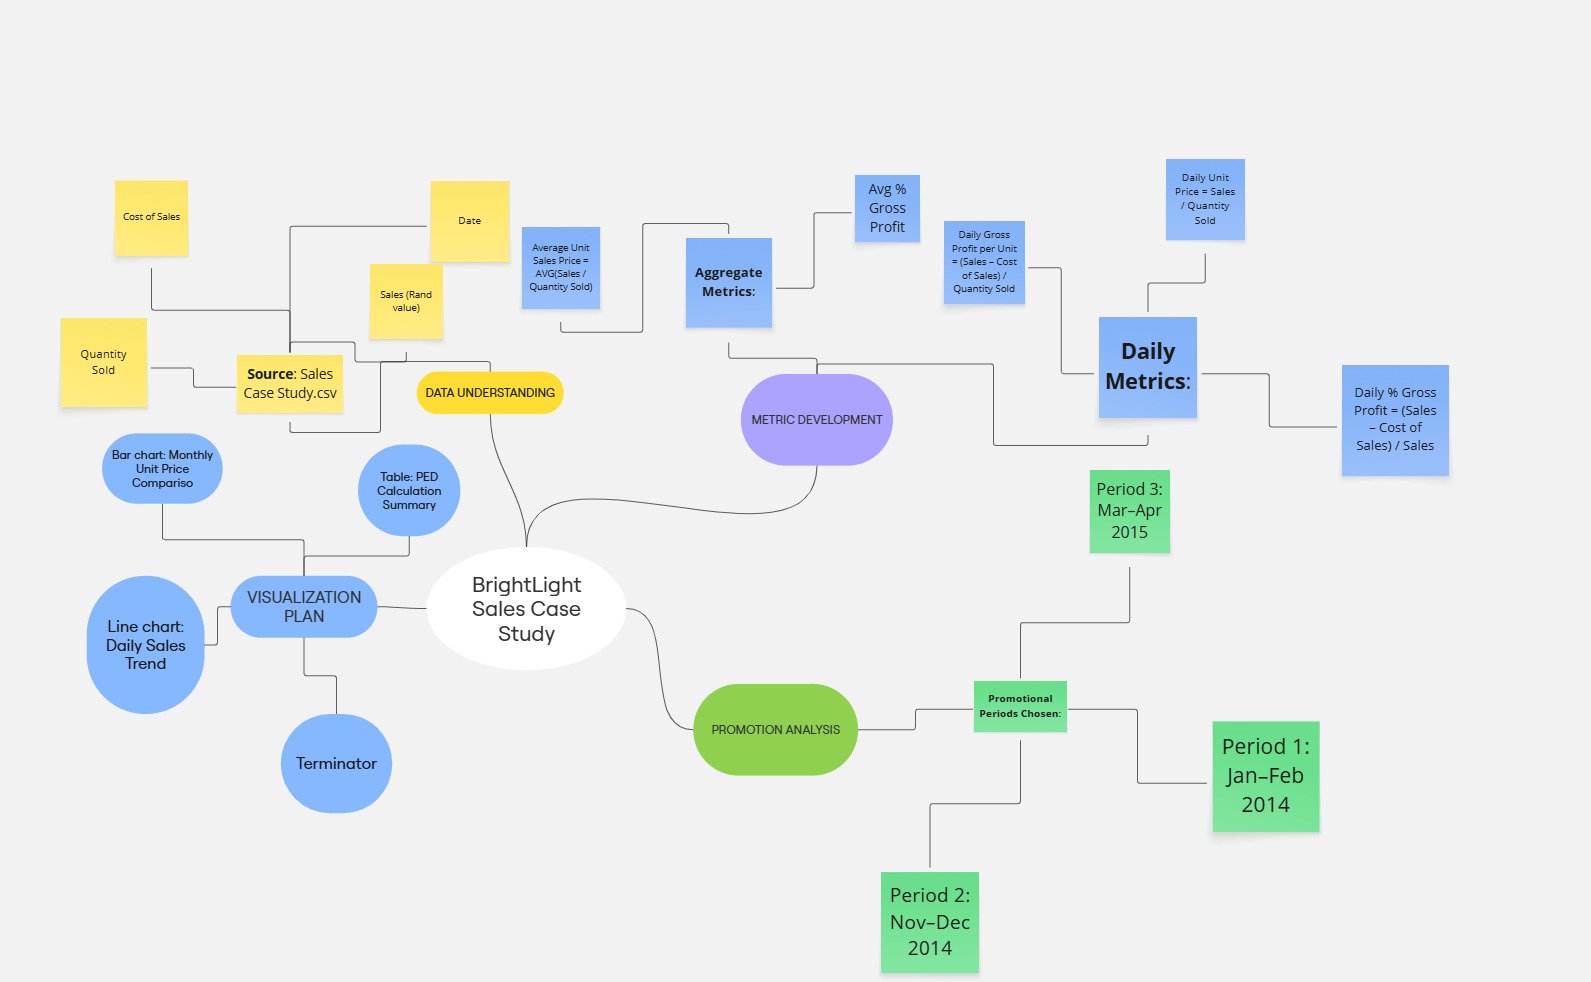 Cost of Sales
Date
Sales (Rand
value)
Quantity
Sold
Source: Sales
Case Study.csv
DATA UNDERSTANDING
Average Unit
Sales Price =
AVG(Sales /
Quantity Sold)
Aggregate
Metrics:
Avg %
Gross
Profit
Daily Gross
Profit per Unit
= (Sales – Cost
of Sales) /
Quantity Sold
Daily Unit
Price = Sales
/ Quantity
Sold
Daily
Metrics:
Daily % Gross
Profit = (Sales
– Cost of
Sales) / Sales
METRIC DEVELOPMENT
Bar chart: Monthly
Unit Price
Compariso
Table: PED
Calculation
Summary
VISUALIZATION
PLAN
Line chart:
Daily Sales
Trend
Terminator
BrightLight
Sales Case
Study
Period 3:
Mar–Apr
2015
PROMOTION ANALYSIS
Promotional
Periods Chosen:
Period 1:
Jan–Feb
2014
Period 2:
Nov–Dec
2014